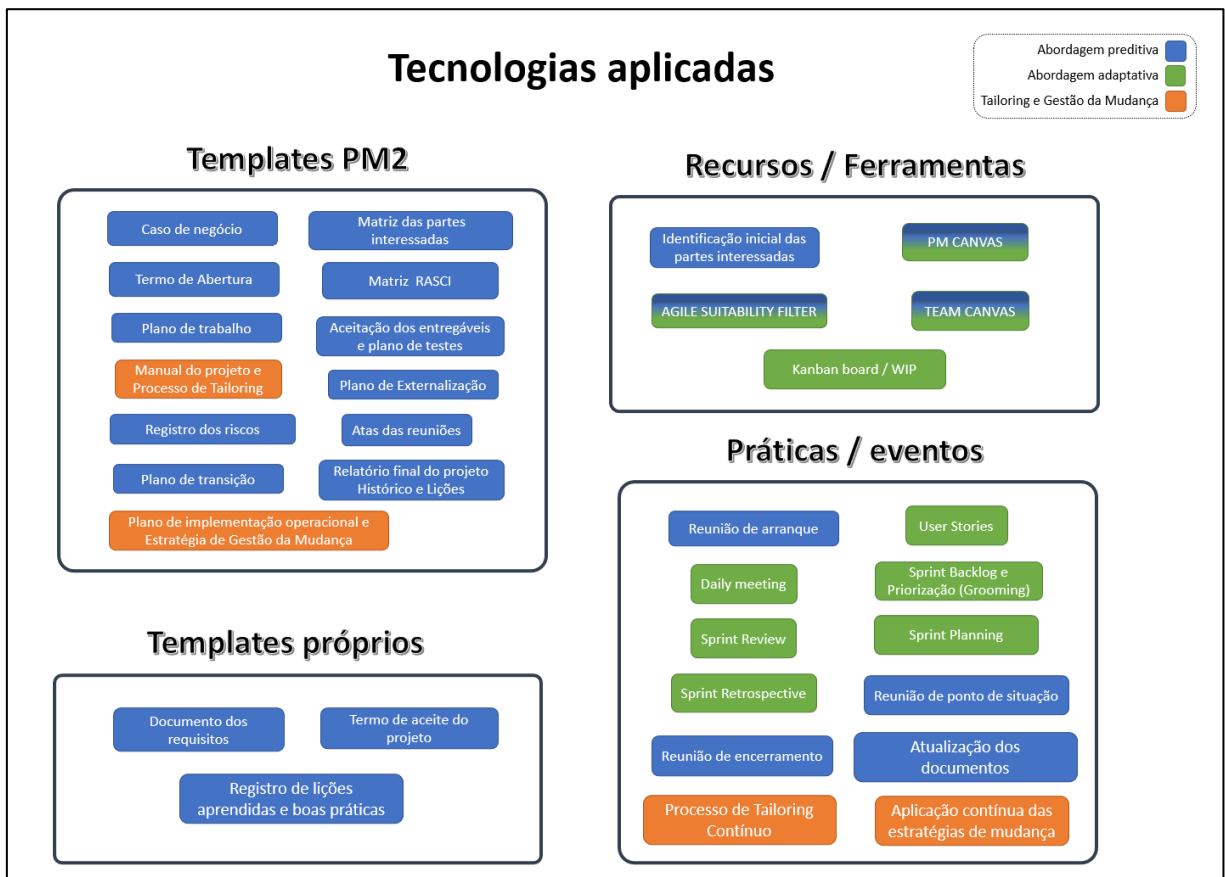 Tecnologias aplicadas
Abordagem preditiva
Abordagem adaptativa
Tailoring e Gestão da Mudança
Templates PM2
Caso de negócio
Matriz das partes
interessadas
Termo de Abertura
Matriz RASCI
Plano de trabalho
Aceitação dos entregáveis
e plano de testes
Manual do projeto e
Processo de Tailoring
Plano de Externalização
Registro dos riscos
Atas das reuniões
Plano de transição
Relatório final do projeto
Histórico e Lições
Plano de implementação operacional e
Estratégia de Gestão da Mudança
Recursos / Ferramentas
Identificação inicial das
partes interessadas
PM CANVAS
AGILE SUITABILITY FILTER
TEAM CANVAS
Kanban board / WIP
Templates próprios
Documento dos
requisitos
Termo de aceite do
projeto
Registro de lições
aprendidas e boas práticas
Práticas / eventos
Reunião de arranque
User Stories
Daily meeting
Sprint Backlog e
Priorização (Grooming)
Sprint Review
Sprint Planning
Sprint Retrospective
Reunião de ponto de situação
Reunião de encerramento
Atualização dos
documentos
Processo de Tailoring
Contínuo
Aplicação contínua das
estratégias de mudança